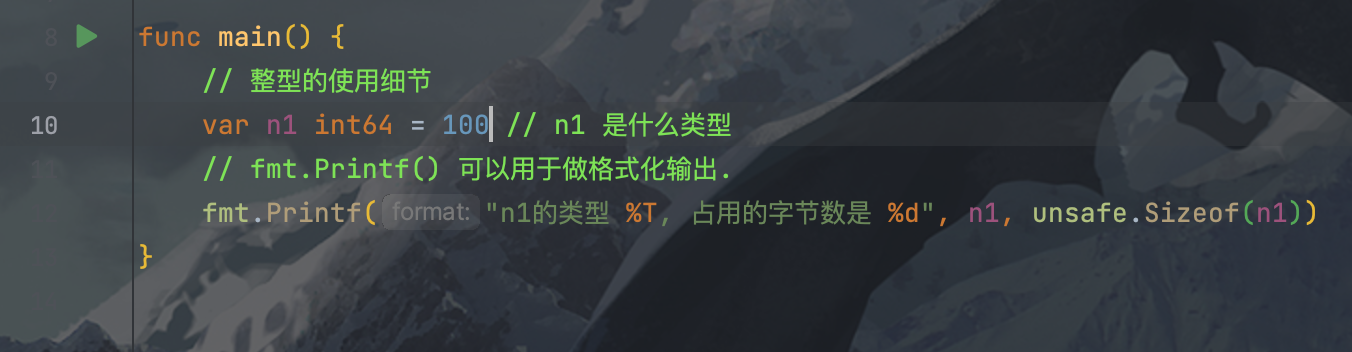 8 func main() {
9 // 整型的使用细节
10 var n1 int64 = 100 // n1 是什么类型
11 // fmt.Printf() 可以用于做格式化输出.
fmt.Printf( format: "n1的类型 %T, 占用的字节数是 %d", n1, unsafe.Sizeof(n1))
}